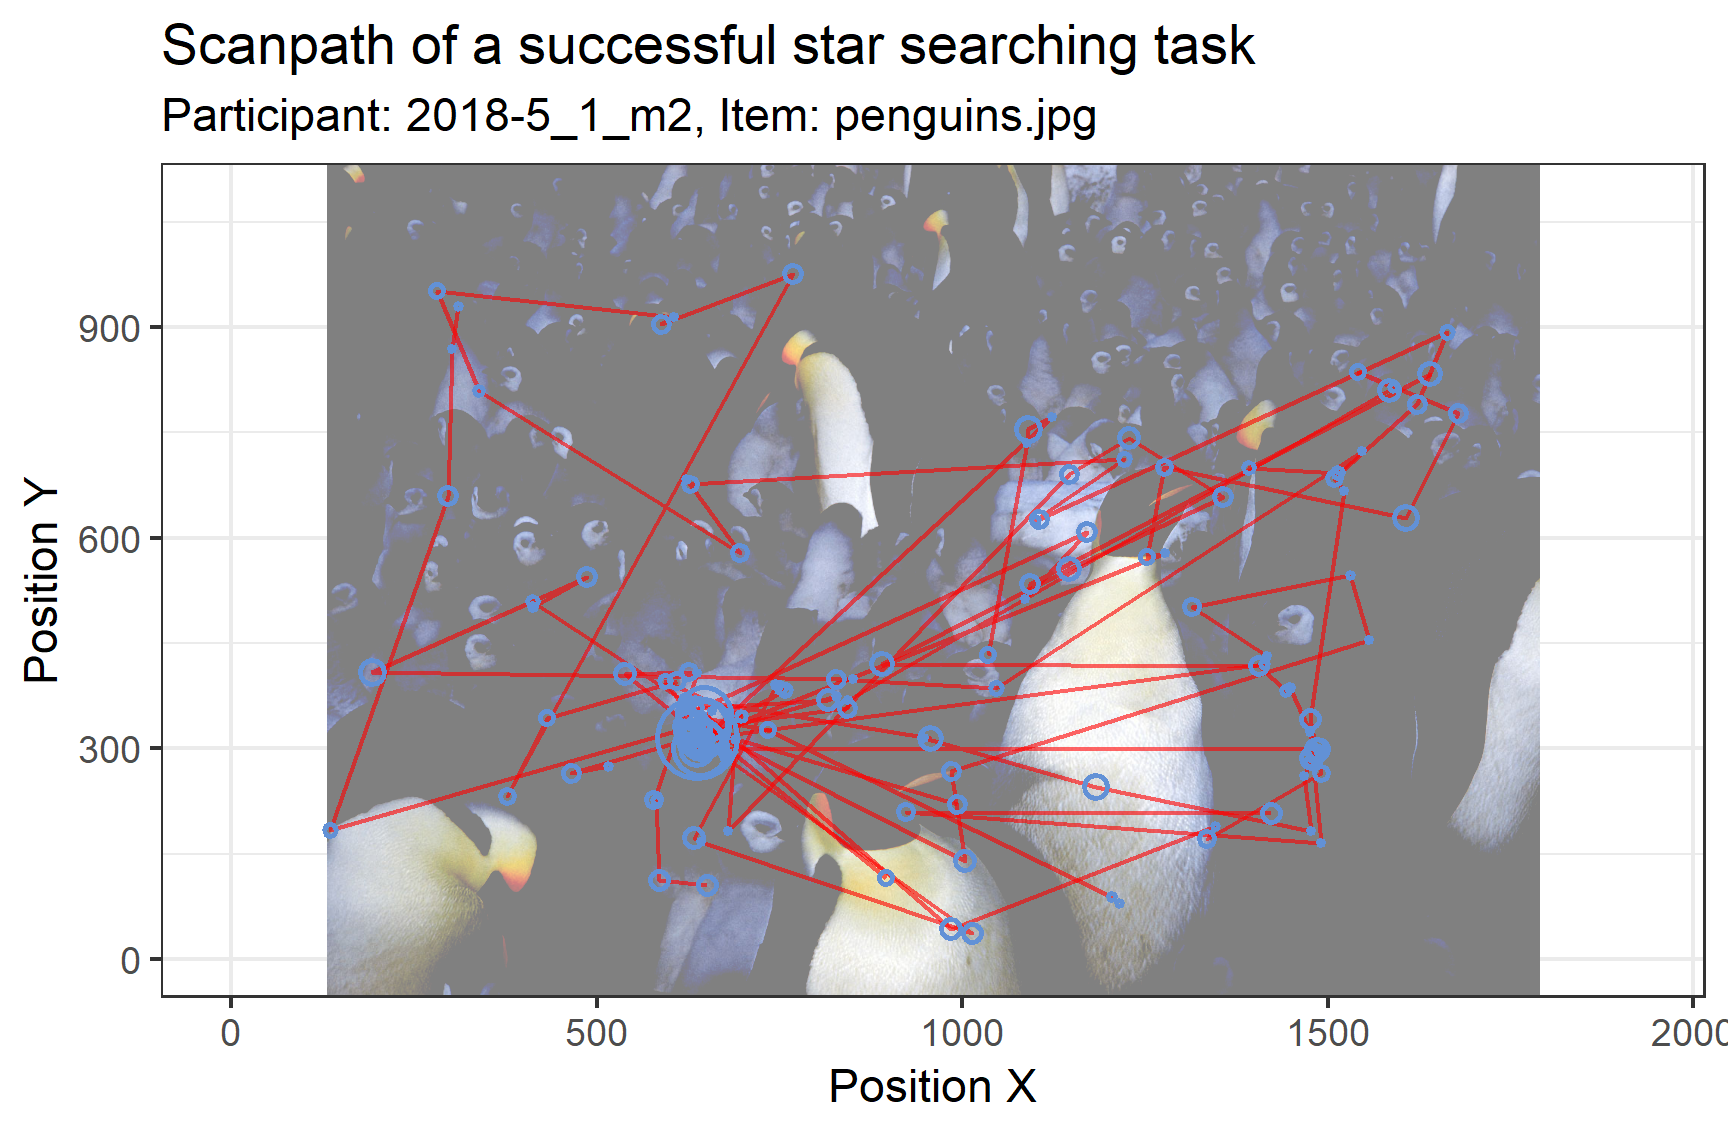 Scanpath of a successful star searching task
Participant: 2018-5_1_m2, Item: penguins.jpg
Position Y
900
600
300
0
0
500
1000
1500
2000
Position X